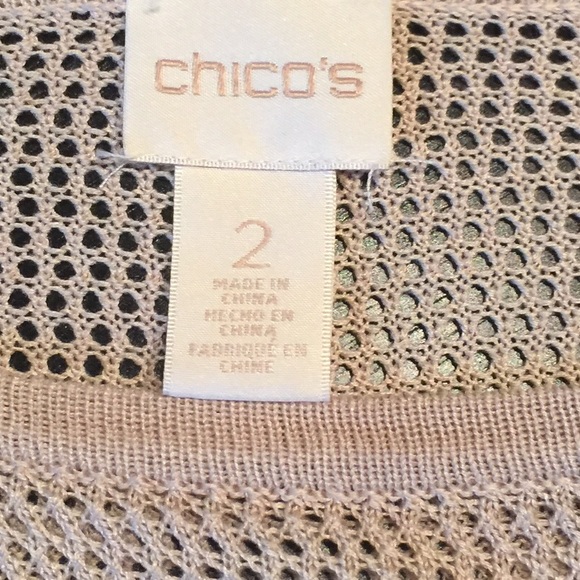 chico's
2
MADE IN
CHINA
HECHO EN
CHINA
FABRIQUÉ EN
CHINE